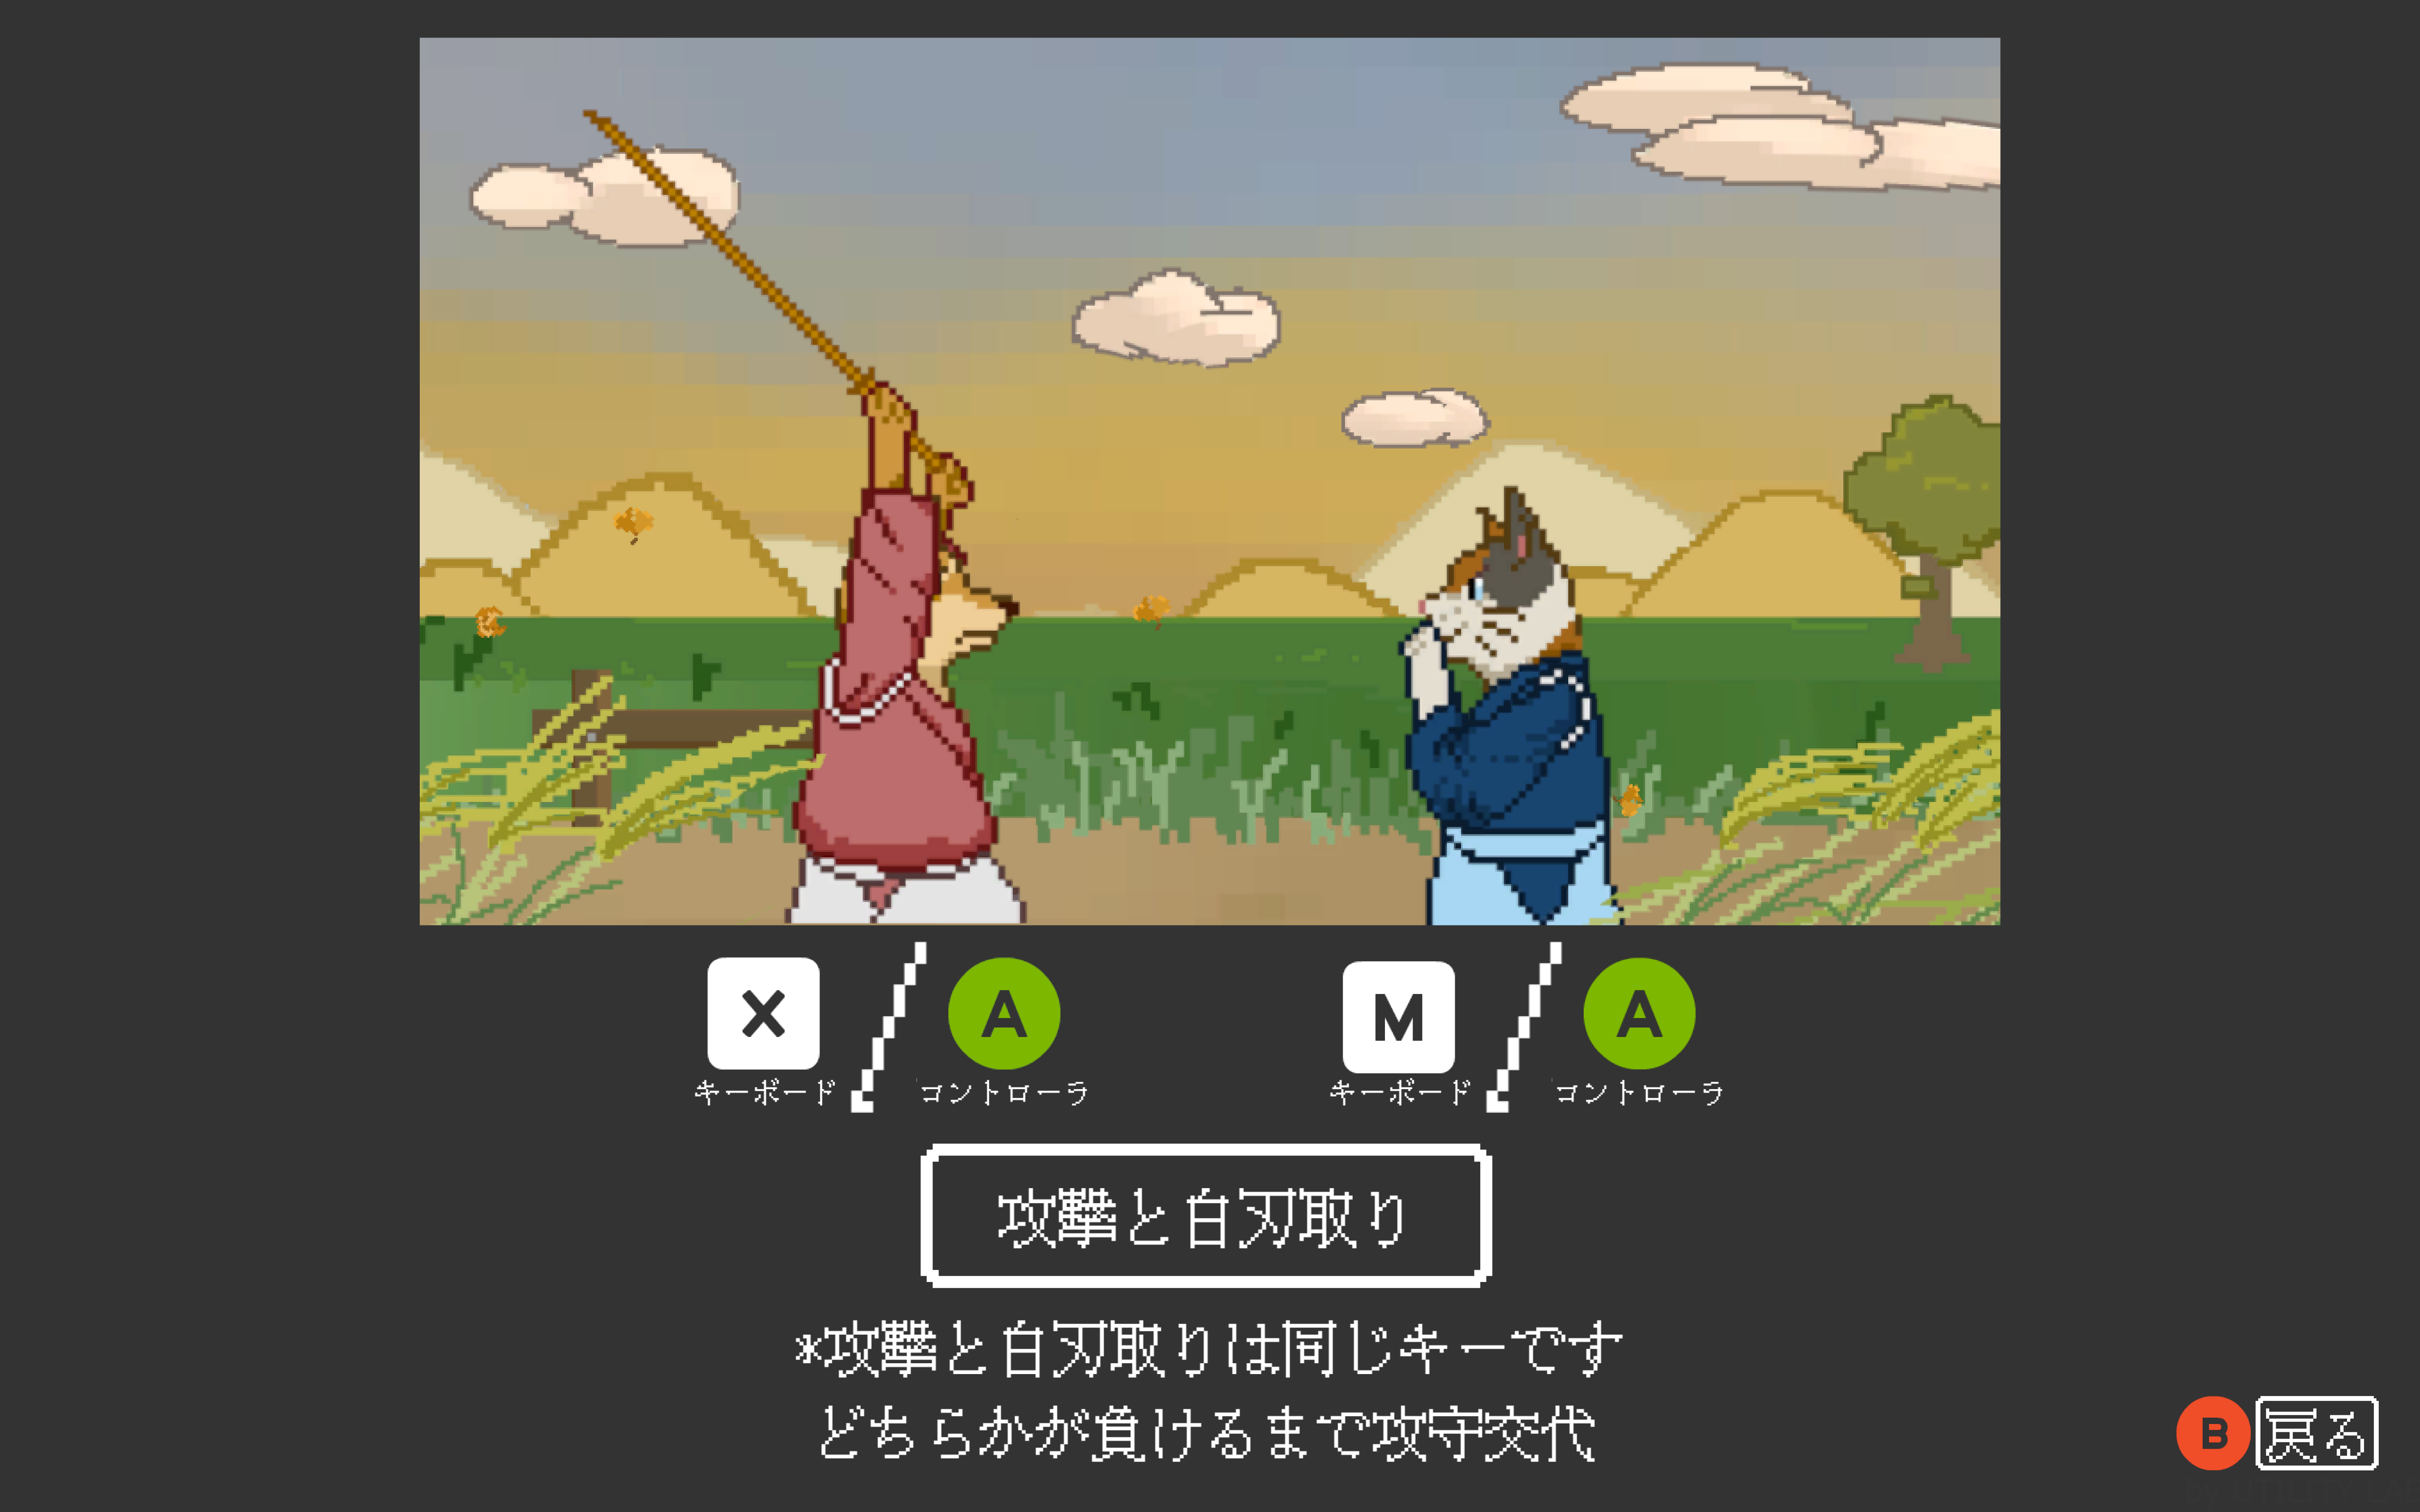 X A M A
キーボード コントローラ キーボード コントローラ
攻撃と白刃取り
*攻撃と白刃取りは同じキーです
どちらかが負けるまで攻守交代
B 戻る